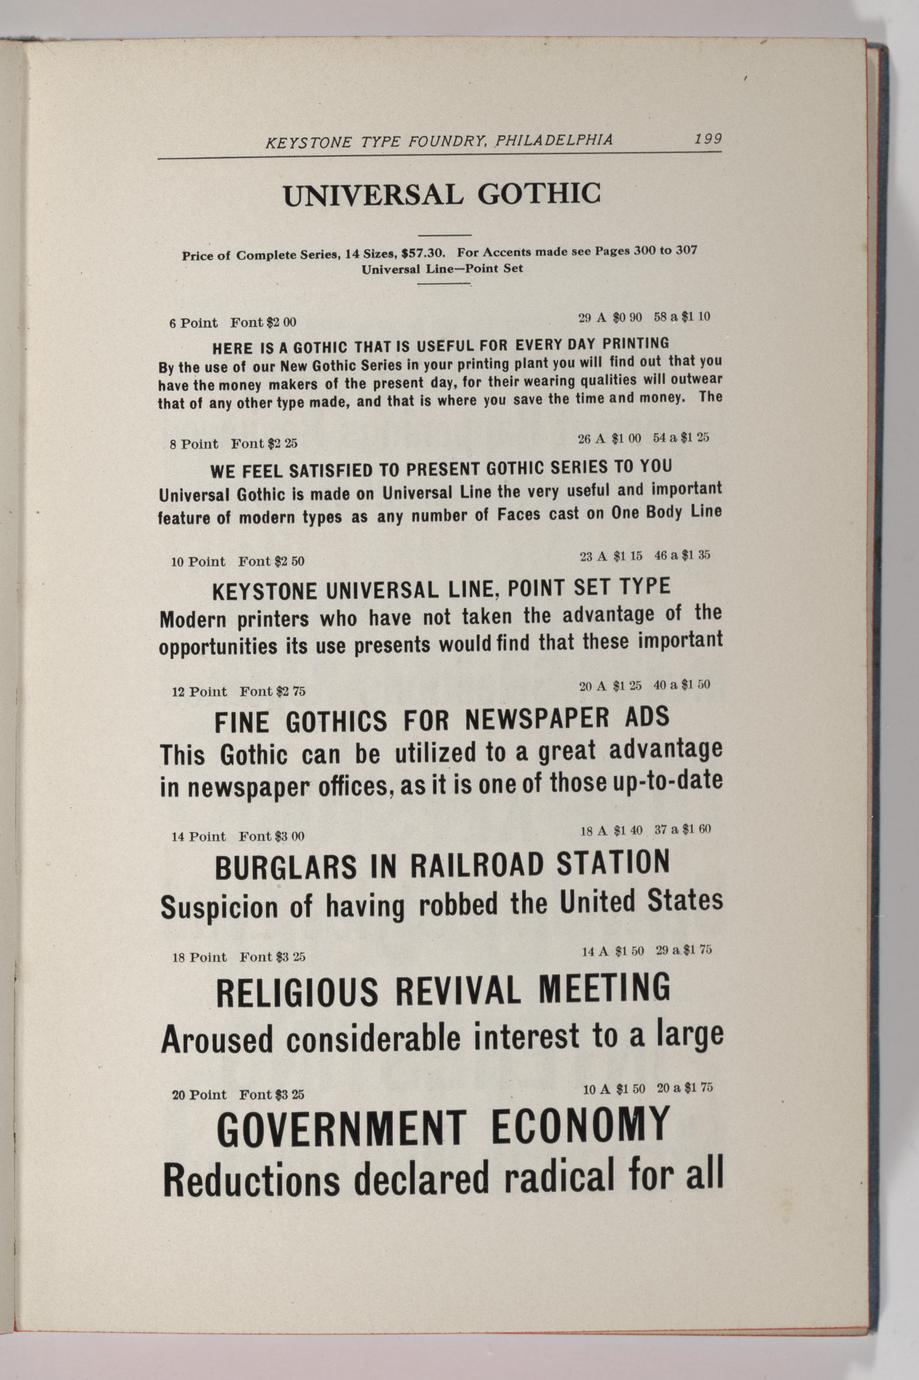 KEYSTONE TYPE FOUNDRY, PHILADELPHIA 199
UNIVERSAL GOTHIC
Price of Complete Series, 14 Sizes, $57.30. For Accents made see Pages 300 to 307
Universal Line—Point Set
6 Point Font $2 00 29 A $0 90 58 a $1 10
HERE IS A GOTHIC THAT IS USEFUL FOR EVERY DAY PRINTING
By the use of our New Gothic Series in your printing plant you will find out that you
have the money makers of the present day, for their wearing qualities will outwear
that of any other type made, and that is where you save the time and money. The
8 Point Font $2 25 26 A $1 00 54 a $1 25
WE FEEL SATISFIED TO PRESENT GOTHIC SERIES TO YOU
Universal Gothic is made on Universal Line the very useful and important
feature of modern types as any number of Faces cast on One Body Line
10 Point Font $2 50 23 A $1 15 46 a $1 35
KEYSTONE UNIVERSAL LINE, POINT SET TYPE
Modern printers who have not taken the advantage of the
opportunities its use presents would find that these important
12 Point Font $2 75 20 A $1 25 40 a $1 50
FINE GOTHICS FOR NEWSPAPER ADS
This Gothic can be utilized to a great advantage
in newspaper offices, as it is one of those up-to-date
14 Point Font $3 00 18 A $1 40 37 a $1 60
BURGLARS IN RAILROAD STATION
Suspicion of having robbed the United States
18 Point Font $3 25 14 A $1 50 29 a $1 75
RELIGIOUS REVIVAL MEETING
Aroused considerable interest to a large
20 Point Font $3 25 10 A $1 50 20 a $1 75
GOVERNMENT ECONOMY
Reductions declared radical for all